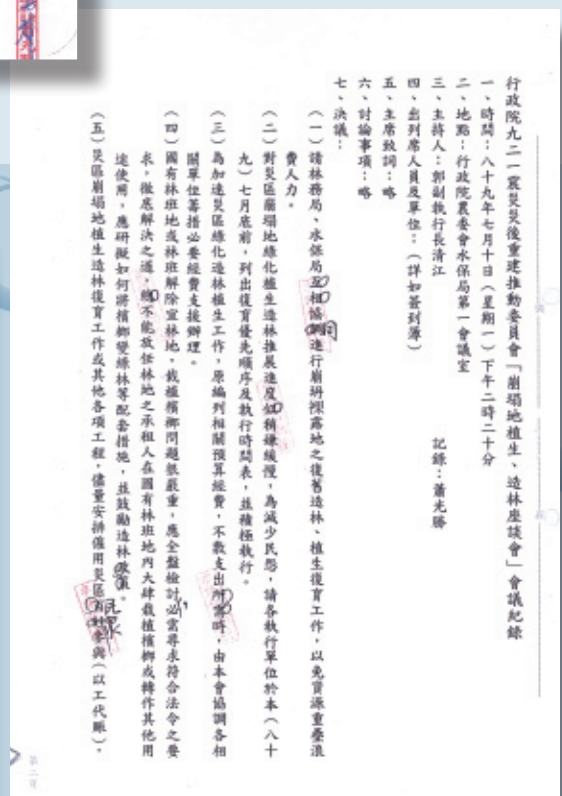 行政院九二一震災災後重建推動委員會「崩塌地植生、造林座談會」會議紀錄
一、時間：八十九年七月十日（星期一）下午二時二十分
二、地點：行政院農委會水保局第一會議室
三、主持人：郭副執行長清江
記錄：蕭光勝
四、出列席人員及單位：（詳如簽到簿）
五、主席致詞：略
六、討論事項：略
七、決議：
（一）請林務局、水保局互相協同進行崩坍裸露地之復舊造林、植生復育工作，以免資源重疊浪
費人力。
（二）對災區崩塌地綠化植生造林推展進度如稍嫌緩慢，為減少民怨，請各執行單位於本（八十
九）七月底前，列出復育優先順序及執行時間表，並積極執行。
（三）為加速災區綠化造林植生工作，原編列相關預算經費，不敷支出所需時，由本會協調各相
關單位籌措必要經費支援辦理。
（四）國有林班地或林班解除宜林地，栽植檳榔問題很嚴重，應全盤檢討必需尋求符合法令之要
求，徹底解決之道，不能放任林地之承租人在國有林班地內大肆栽植檳榔或轉作其他用
途使用，應研擬如何將檳榔變綠林等配套措施，並鼓勵造林。
（五）災區崩塌地植生造林復育工作或其他各項工程，儘量安排僱用災區居民參與（以工代賑）。
第二頁